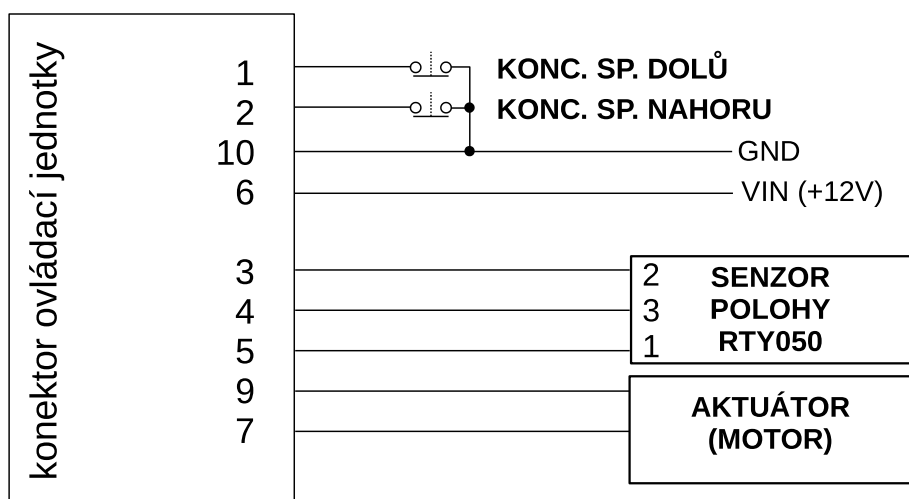 konektor ovládací jednotky
1 KONC. SP. DOLŮ
2 KONC. SP. NAHORU
10 GND
6 VIN (+12V)
3 2 SENZOR
4 3 POLOHY
5 1 RTY050
9 AKTUÁTOR
7 (MOTOR)